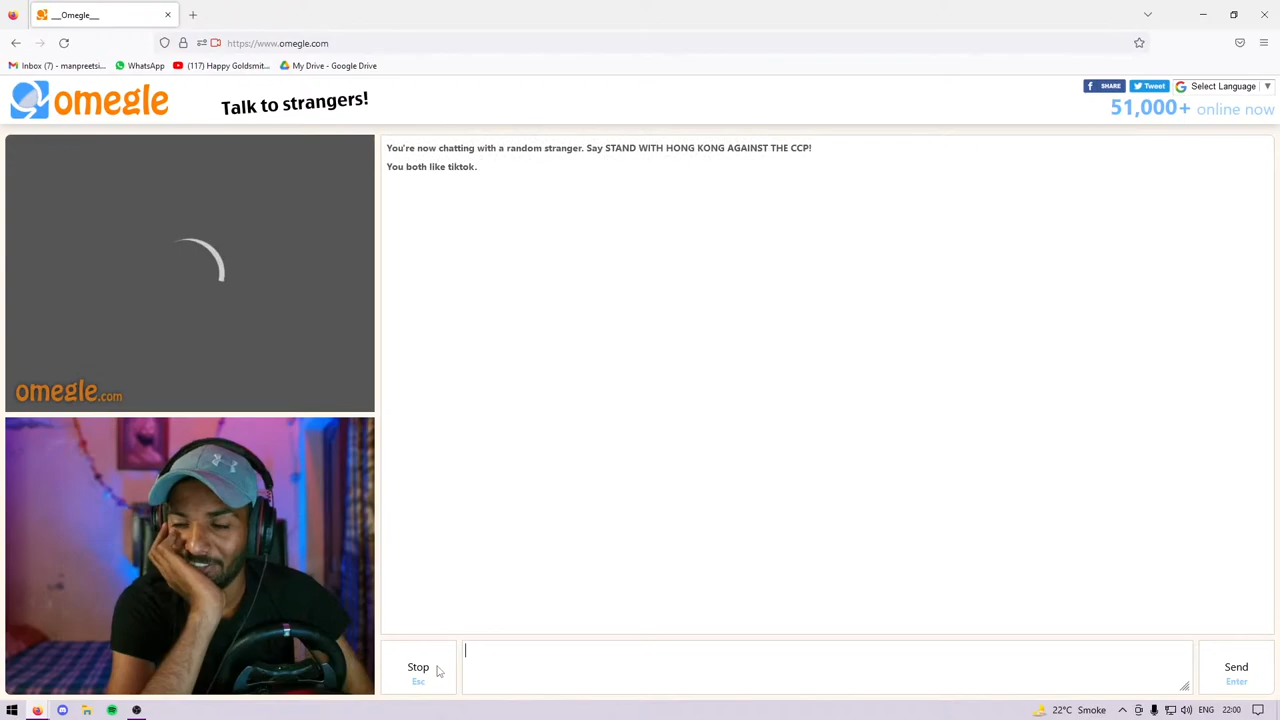 __Omegle__
https://www.omegle.com
Inbox (7) - manpreetsi...
WhatsApp
(117) Happy Goldsmit...
My Drive - Google Drive
omegle
Talk to strangers!
SHARE
Tweet
Select Language
51,000+ online now
You're now chatting with a random stranger. Say STAND WITH HONG KONG AGAINST THE CCP!
You both like tiktok.
omegle.com
Stop
Esc
Send
Enter
22°C Smoke
ENG
22:00